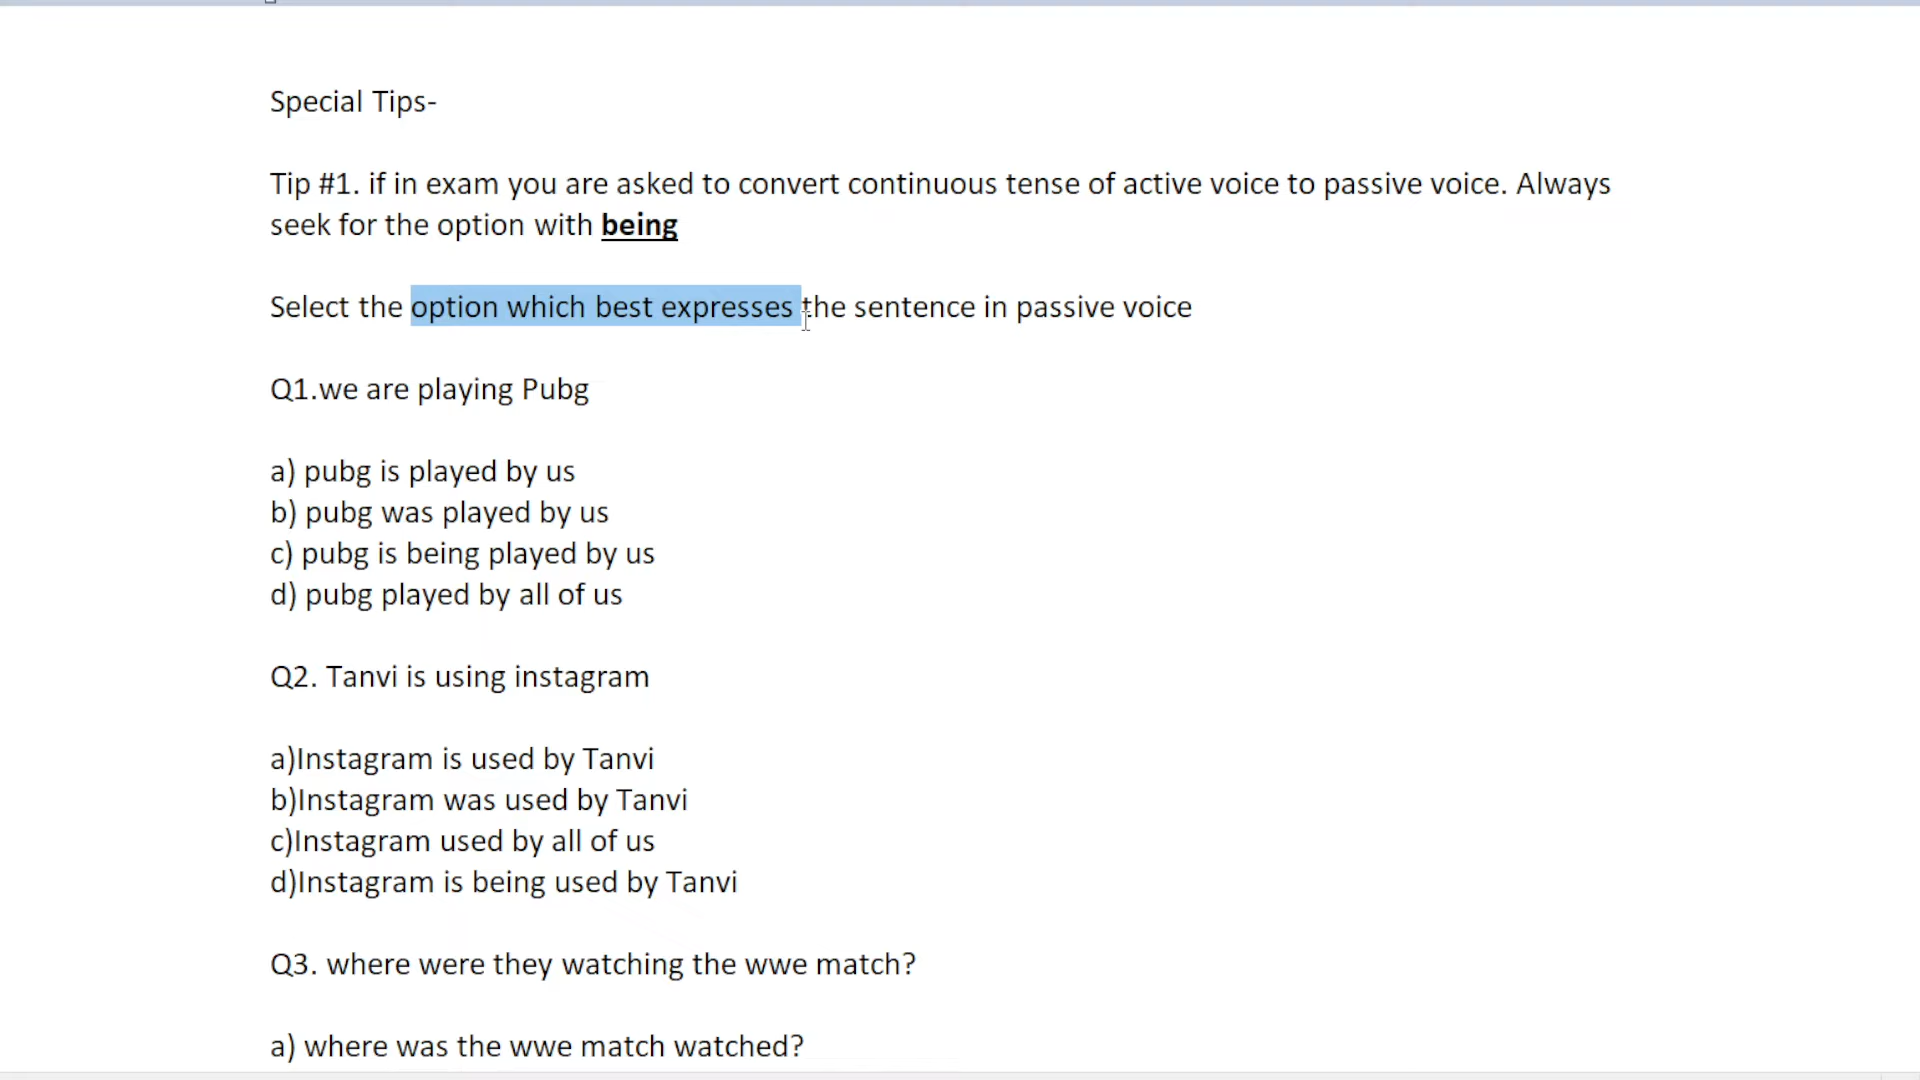 Special Tips-
Tip #1. if in exam you are asked to convert continuous tense of active voice to passive voice. Always
seek for the option with being
Select the option which best expresses the sentence in passive voice
Q1.we are playing Pubg
a) pubg is played by us
b) pubg was played by us
c) pubg is being played by us
d) pubg played by all of us
Q2. Tanvi is using instagram
a)Instagram is used by Tanvi
b)Instagram was used by Tanvi
c)Instagram used by all of us
d)Instagram is being used by Tanvi
Q3. where were they watching the wwe match?
a) where was the wwe match watched?